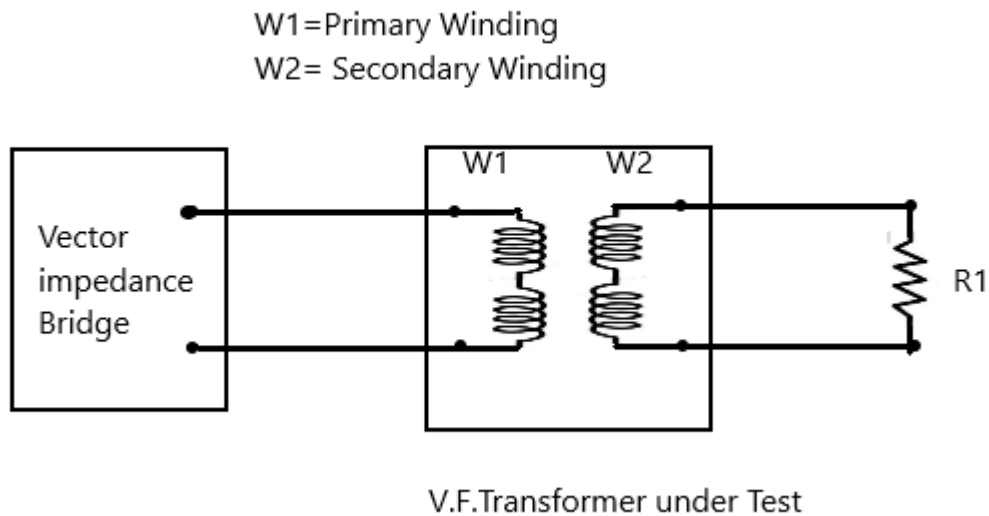 W1=Primary Winding
W2= Secondary Winding
W1
W2
Vector
impedance
Bridge
R1
V.F.Transformer under Test